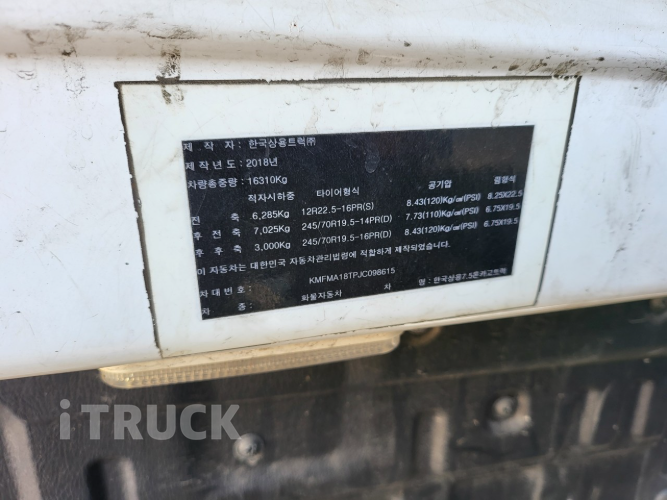 제 작 자 : 한국상용트럭㈜
제 작 년 도 : 2018년
차량총중량 : 16310Kg
적차시하중 타이어형식 공기압 림형식
전 축 6,285Kg 12R22.5-16PR(S) 8.43(120)Kg/㎠(PSI) 8.25X22.5
후 전 축 7,025Kg 245/70R19.5-14PR(D) 7.73(110)Kg/㎠(PSI) 6.75X19.5
후 후 축 3,000Kg 245/70R19.5-16PR(D) 8.43(120)Kg/㎠(PSI) 6.75X19.5
이 자동차는 대한민국 자동차관리법령에 적합하게 제작되었습니다.
차 대 번 호 : KMFMA18TPJC098615
차 종 : 화물자동차 차 명 : 한국상용7.5톤
iTRUCK